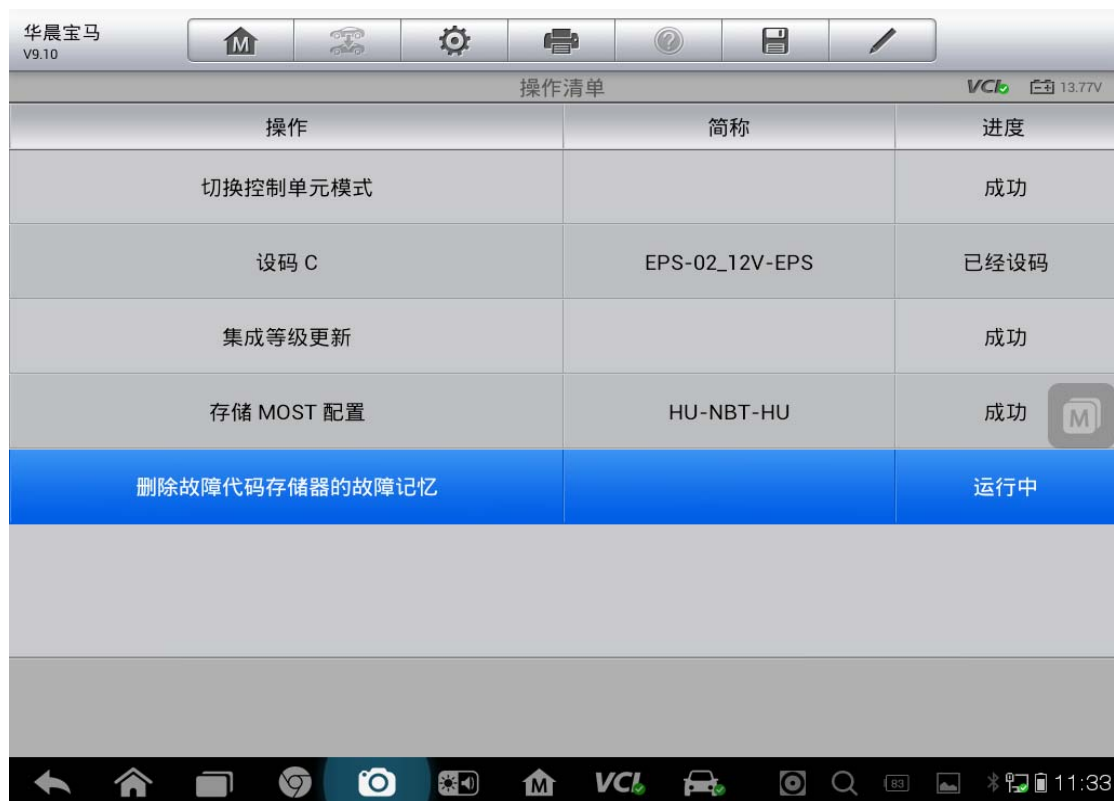 华晨宝马
V9.10
M
操作清单
VCI
13.77V
操作 简称 进度
切换控制单元模式 成功
设码 C EPS-02_12V-EPS 已经设码
集成等级更新 成功
存储 MOST 配置 HU-NBT-HU 成功
M
删除故障代码存储器的故障记忆 运行中
M VCI 83 11:33